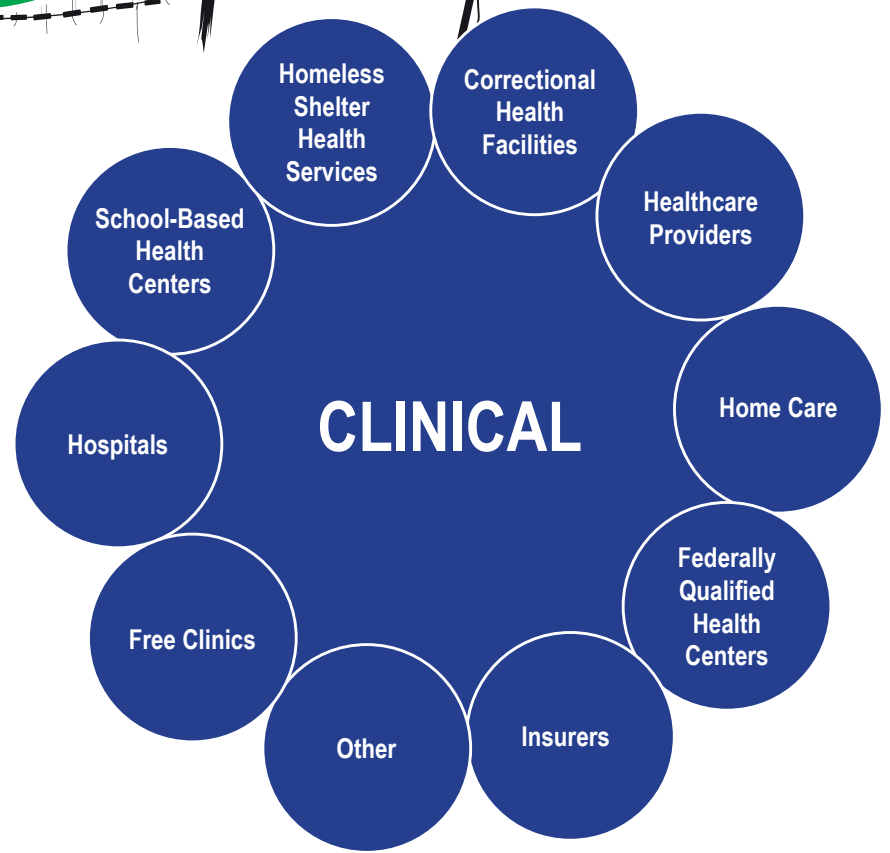 Homeless
Shelter
Health
Services
Correctional
Health
Facilities
Healthcare
Providers
Home Care
Federally
Qualified
Health
Centers
Insurers
Other
Free Clinics
Hospitals
School-Based
Health
Centers
CLINICAL